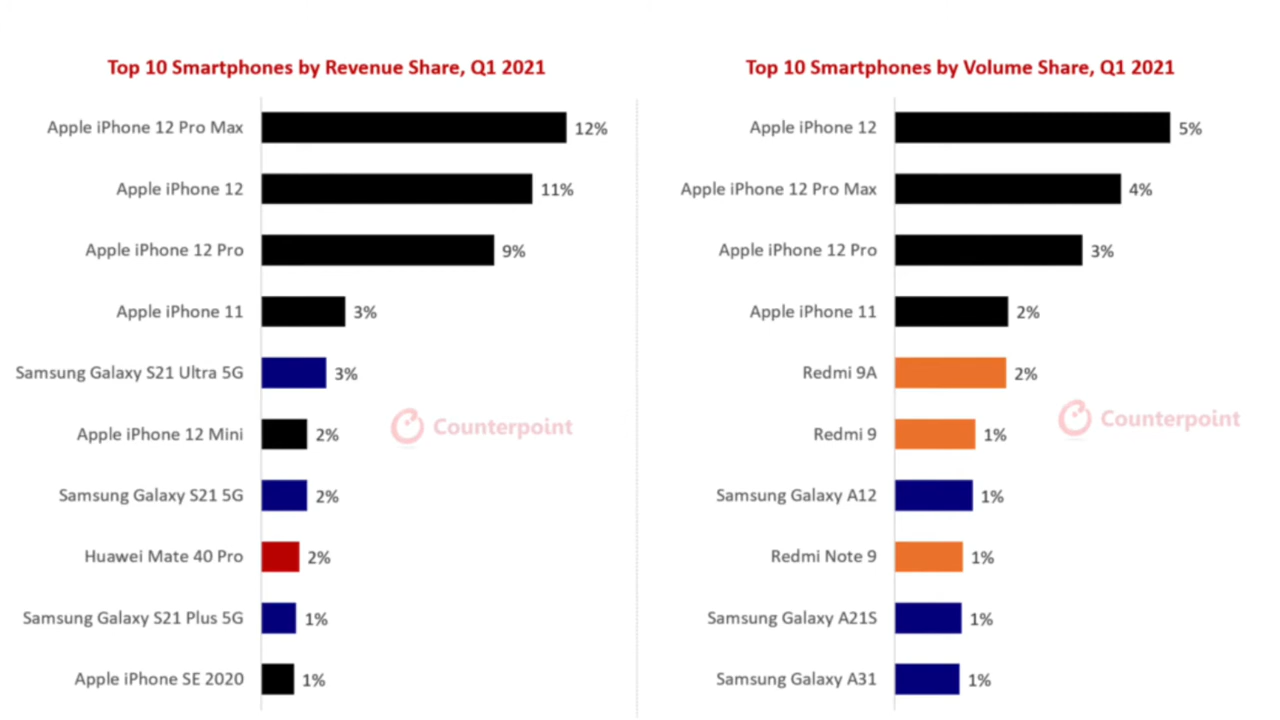 Top 10 Smartphones by Revenue Share, Q1 2021
Apple iPhone 12 Pro Max 12%
Apple iPhone 12 11%
Apple iPhone 12 Pro 9%
Apple iPhone 11 3%
Samsung Galaxy S21 Ultra 5G 3%
Apple iPhone 12 Mini 2%
Samsung Galaxy S21 5G 2%
Huawei Mate 40 Pro 2%
Samsung Galaxy S21 Plus 5G 1%
Apple iPhone SE 2020 1%
Counterpoint
Top 10 Smartphones by Volume Share, Q1 2021
Apple iPhone 12 5%
Apple iPhone 12 Pro Max 4%
Apple iPhone 12 Pro 3%
Apple iPhone 11 2%
Redmi 9A 2%
Redmi 9 1%
Samsung Galaxy A12 1%
Redmi Note 9 1%
Samsung Galaxy A21S 1%
Samsung Galaxy A31 1%
Counterpoint